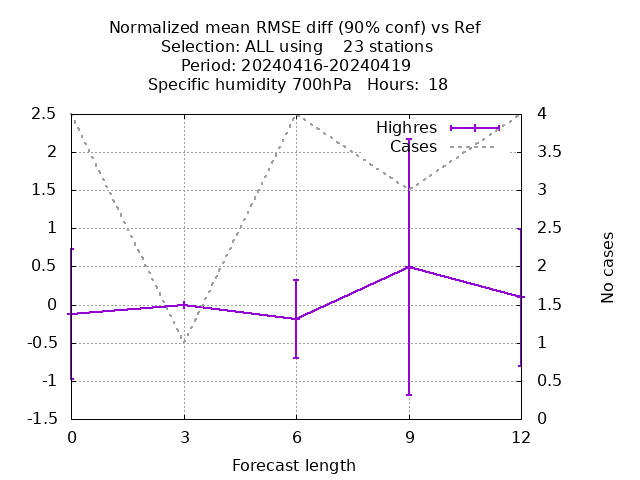 Normalized mean RMSE diff (90% conf) vs Ref
Selection: ALL using    23 stations
Period: 20240416-20240419
Specific humidity 700hPa   Hours:  18
2.5
2
1.5
1
0.5
0
-0.5
-1
-1.5
4
3.5
3
2.5
2
1.5
1
0.5
0
Highres
Cases
No cases
0 3 6 9 12
Forecast length